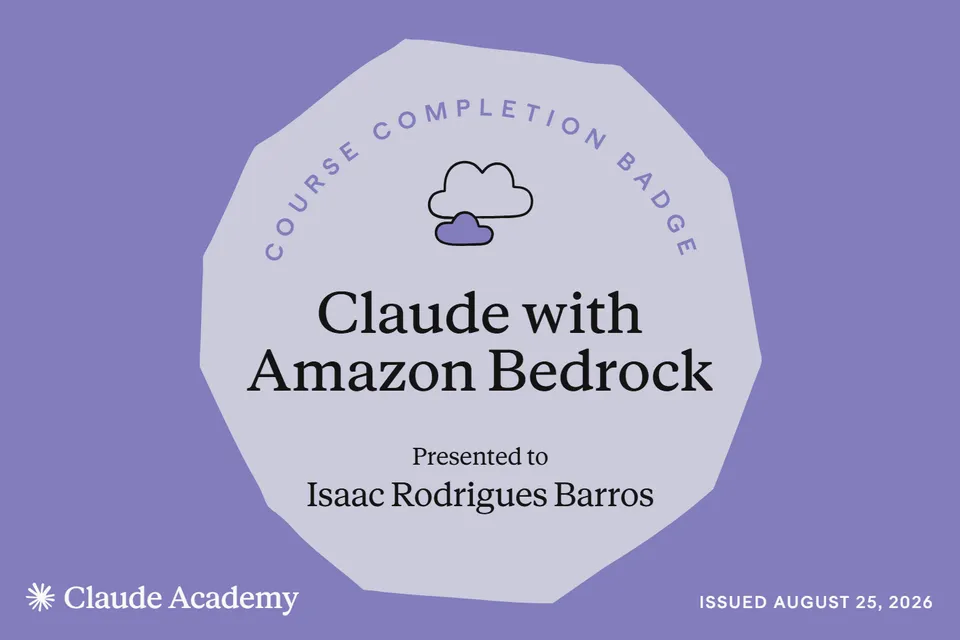 COURSE COMPLETION BADGE
Claude with
Amazon Bedrock
Presented to
Isaac Rodrigues Barros
Claude Academy
ISSUED AUGUST 25, 2026